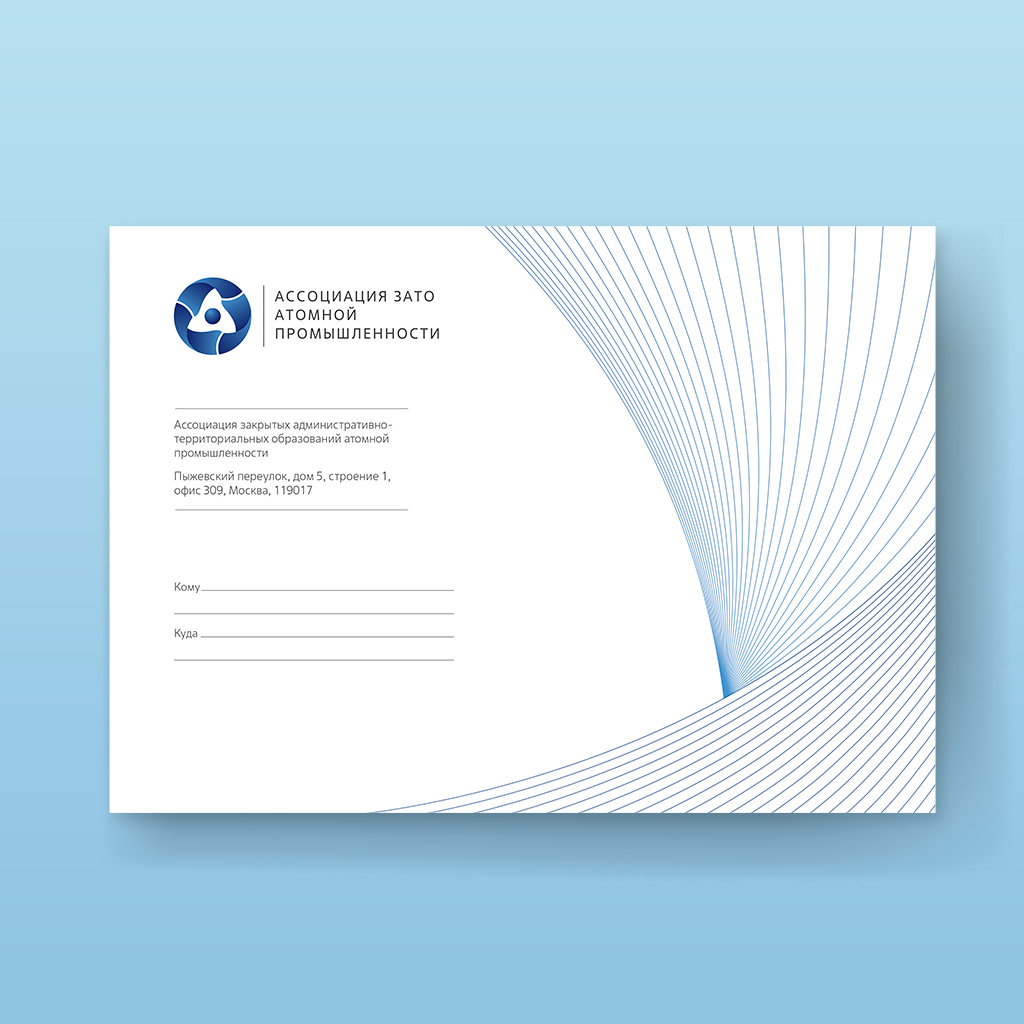 АССОЦИАЦИЯ ЗАТО
АТОМНОЙ
ПРОМЫШЛЕННОСТИ
Ассоциация закрытых административно-
территориальных образований атомной
промышленности
Пыжевский переулок, дом 5, строение 1,
офис 309, Москва, 119017
Кому
Куда